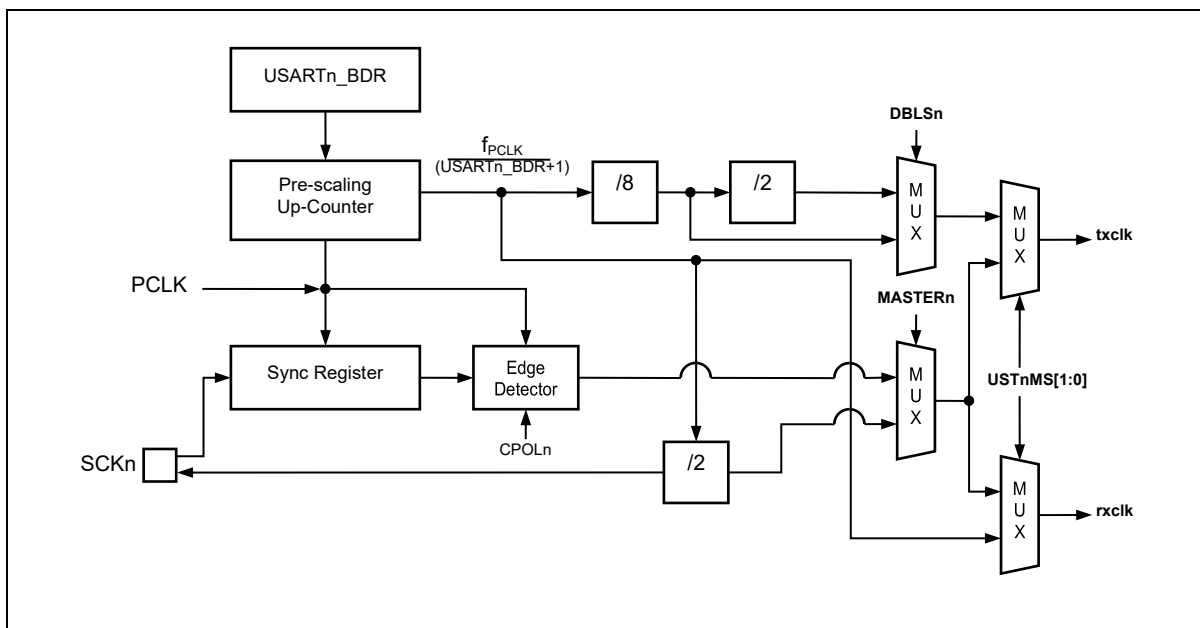 USARTn_BDR
DBLSn
fPCLK
(USARTn_BDR+1)
Pre-scaling
Up-Counter
/8
/2
M
U
X
M
U
X
txclk
PCLK
MASTERn
Sync Register
Edge
Detector
M
U
X
USTnMS[1:0]
CPOLn
SCKn
/2
M
U
X
rxclk